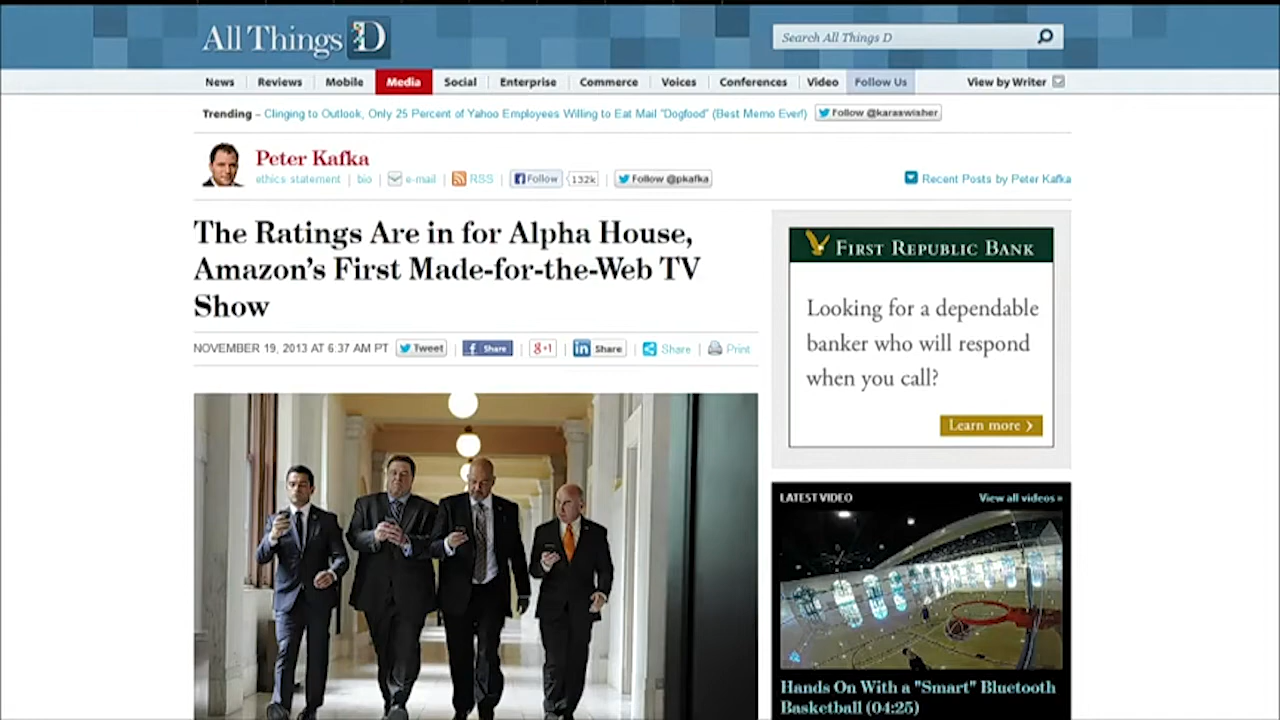 All Things D
Search All Things D
News Reviews Mobile Media Social Enterprise Commerce Voices Conferences Video Follow Us View by Writer
Trending – Clinging to Outlook, Only 25 Percent of Yahoo Employees Willing to Eat Mail "Dogfood" (Best Memo Ever!) Follow @karaswisher
Peter Kafka
ethics statement | bio | e-mail | RSS | Follow 132k | Follow @pkafka
Recent Posts by Peter Kafka
The Ratings Are in for Alpha House,
Amazon's First Made-for-the-Web TV
Show
NOVEMBER 19, 2013 AT 6:37 AM PT Tweet | Share | g+1 | in Share | Share | Print
FIRST REPUBLIC BANK
Looking for a dependable
banker who will respond
when you call?
Learn more >
LATEST VIDEO View all videos »
Hands On With a "Smart" Bluetooth
Basketball (04:25)